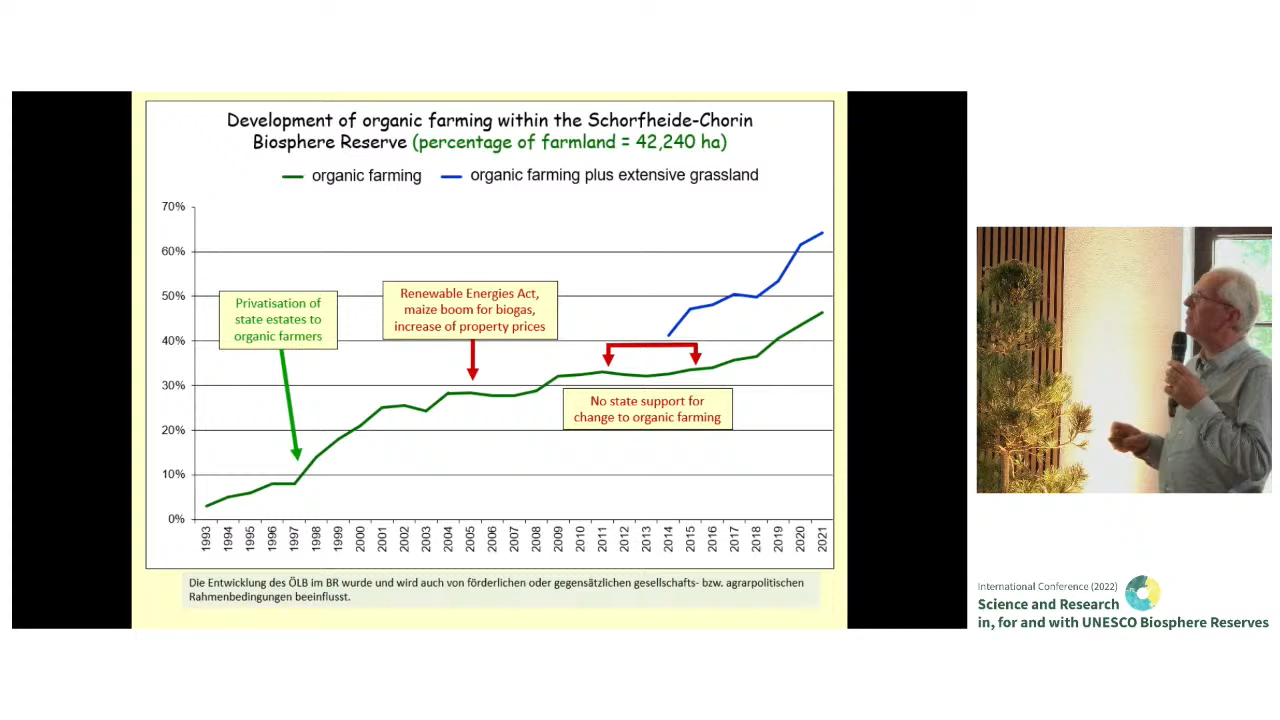 Development of organic farming within the Schorfheide-Chorin
Biosphere Reserve (percentage of farmland = 42,240 ha)
organic farming
organic farming plus extensive grassland
70%
60%
50%
40%
30%
20%
10%
0%
Privatisation of
state estates to
organic farmers
Renewable Energies Act,
maize boom for biogas,
increase of property prices
No state support for
change to organic farming
1993
1994
1995
1996
1997
1998
1999
2000
2001
2002
2003
2004
2005
2006
2007
2008
2009
2010
2011
2012
2013
2014
2015
2016
2017
2018
2019
2020
2021
Die Entwicklung des ÖLB im BR wurde und wird auch von förderlichen oder gegensätzlichen gesellschafts- bzw. agrarpolitischen
Rahmenbedingungen beeinflusst.
International Conference (2022)
Science and Research
in, for and with UNESCO Biosphere Reserves